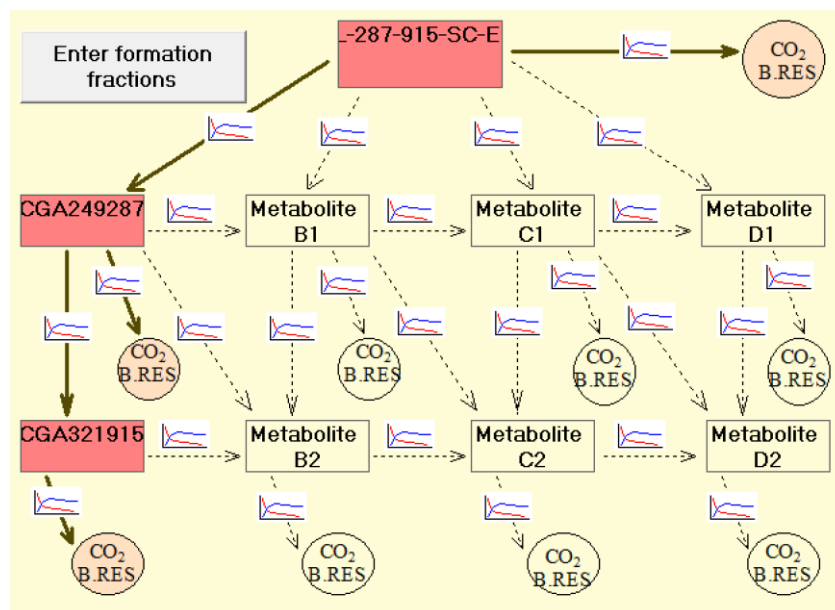 Enter formation
fractions
_-287-915-SC-E
CO2
B.RES
CGA249287
Metabolite
B1
Metabolite
C1
Metabolite
D1
CO2
B.RES
CO2
B.RES
CO2
B.RES
CO2
B.RES
CGA321915
Metabolite
B2
Metabolite
C2
Metabolite
D2
CO2
B.RES
CO2
B.RES
CO2
B.RES
CO2
B.RES